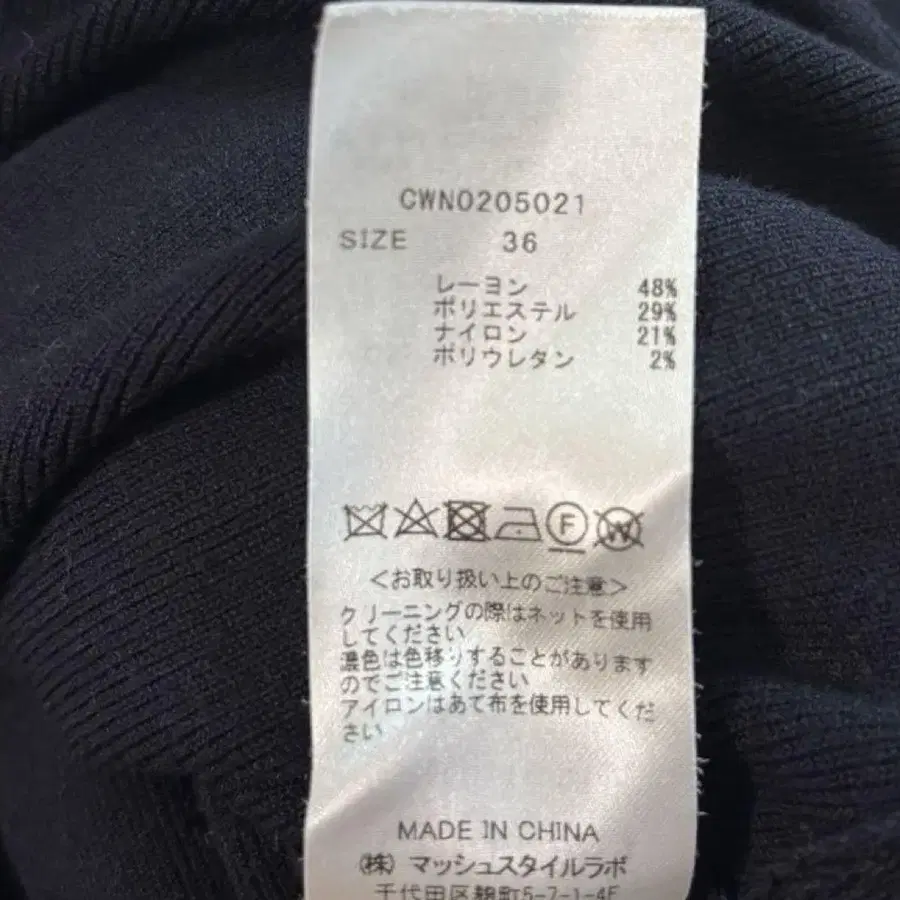 CWN0205021
SIZE 36
レーヨン 48%
ポリエステル 29%
ナイロン 21%
ポリウレタン 2%
F W
<お取り扱い上のご注意>
クリーニングの際はネットを使用
してください
濃色は色移りすることがあります
のでご注意ください
アイロンはあて布を使用してくだ
さい
MADE IN CHINA
(株)マッシュスタイルラボ
千代田区麹町5-7-1-4F